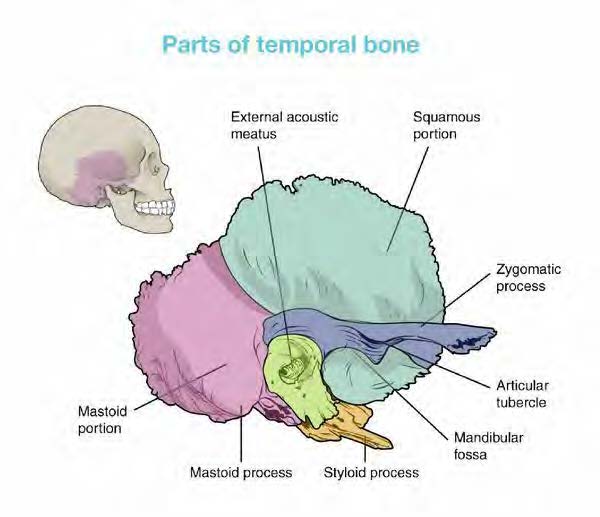 Parts of temporal bone
External acoustic
meatus
Squamous
portion
Zygomatic
process
Articular
tubercle
Mandibular
fossa
Mastoid
portion
Mastoid process
Styloid process